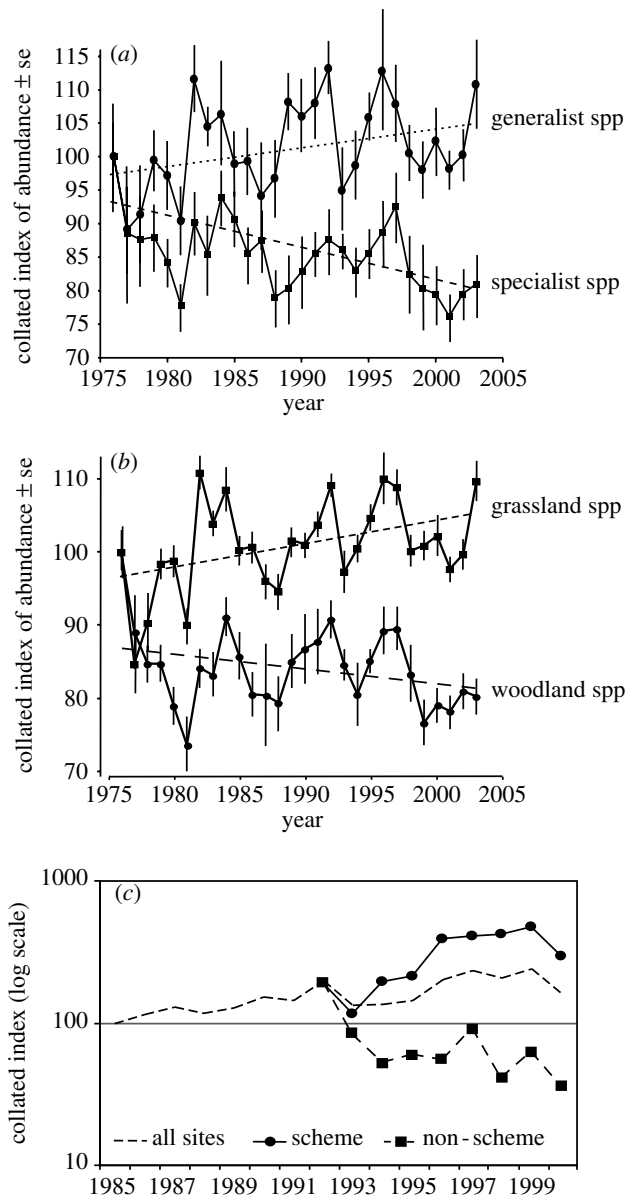 (a)
collated index of abundance ± se
115
110
105
100
95
90
85
80
75
70
generalist spp
specialist spp
1975 1980 1985 1990 1995 2000 2005
year
(b)
collated index of abundance ± se
110
100
90
80
70
grassland spp
woodland spp
1975 1980 1985 1990 1995 2000 2005
year
(c)
collated index (log scale)
1000
100
10
all sites scheme non-scheme
1985 1987 1989 1991 1993 1995 1997 1999